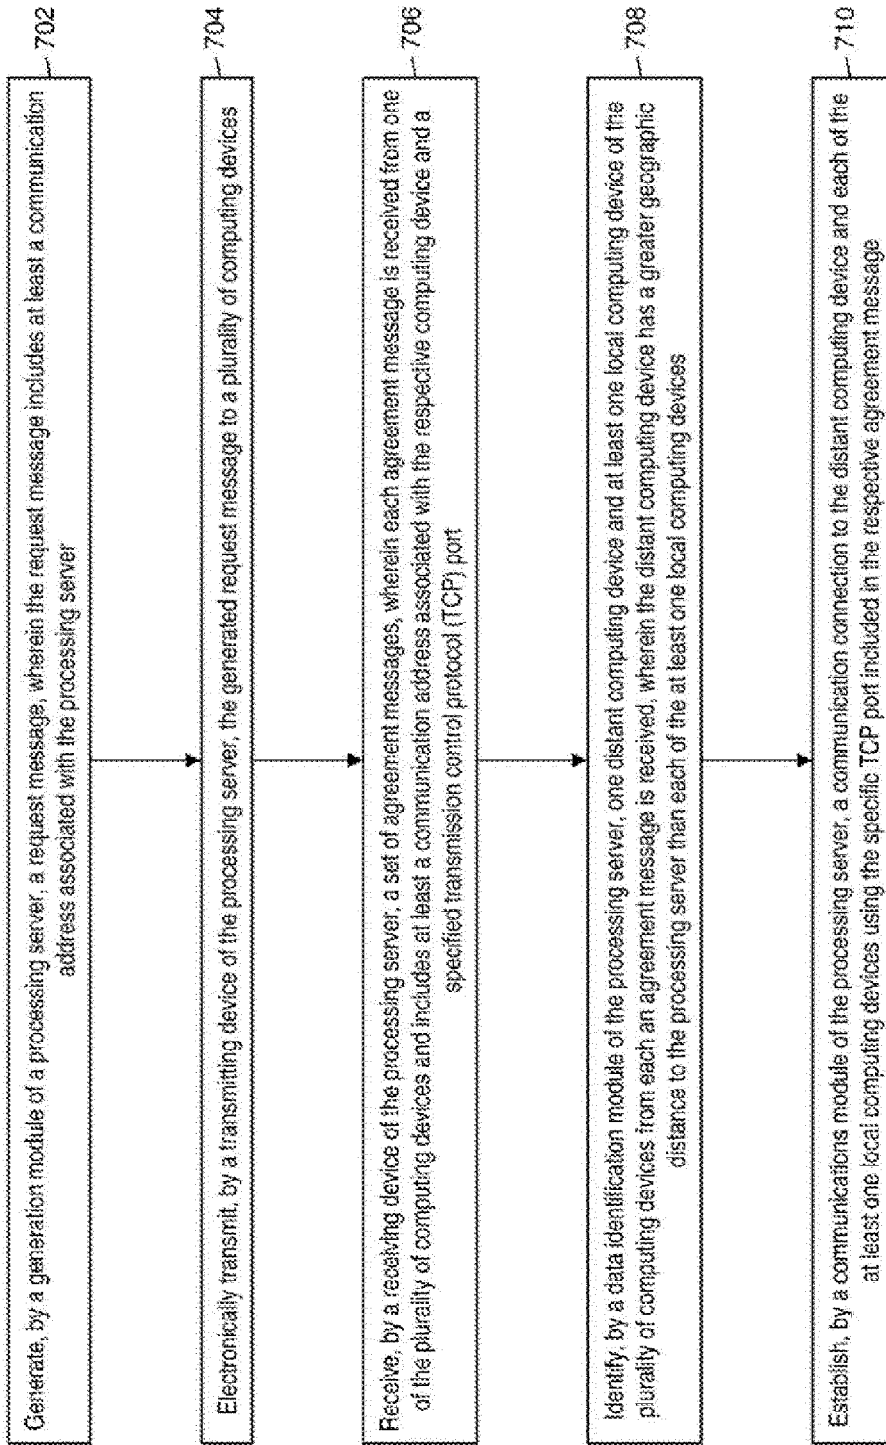 702
Generate, by a generation module of a processing server, a request message, wherein the request message includes at least a communication
address associated with the processing server
704
Electronically transmit, by a transmitting device of the processing server, the generated request message to a plurality of computing devices
706
Receive, by a receiving device of the processing server, a set of agreement messages, wherein each agreement message is received from one
of the plurality of computing devices and includes at least a communication address associated with the respective computing device and a
specified transmission control protocol (TCP) port
708
Identify, by a data identification module of the processing server, one distant computing device and at least one local computing device of the
plurality of computing devices from each an agreement message is received, wherein the distant computing device has a greater geographic
distance to the processing server than each of the at least one local computing devices
710
Establish, by a communications module of the processing server, a communication connection to the distant computing device and each of the
at least one local computing devices using the specific TCP port included in the respective agreement message